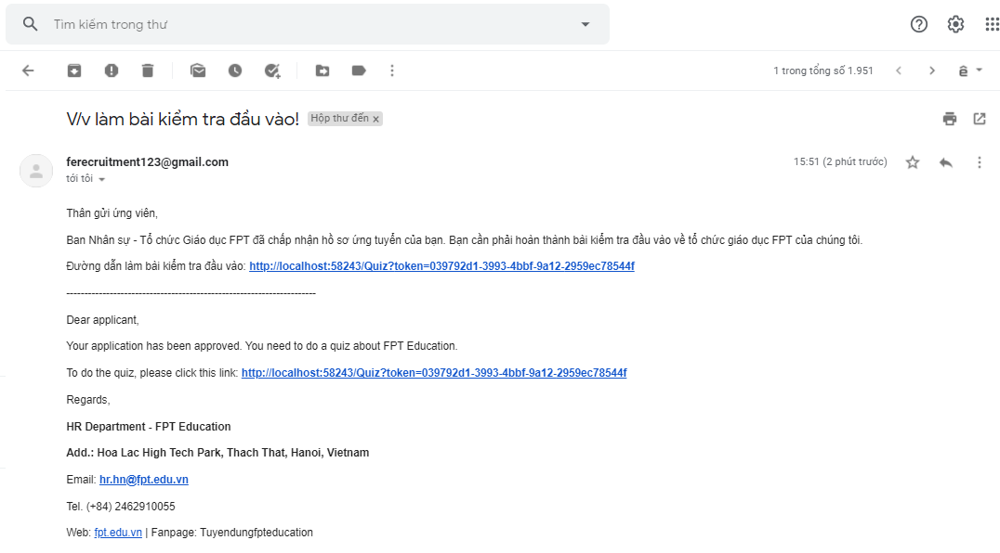 Tìm kiếm trong thư
1 trong tổng số 1.951
V/v làm bài kiểm tra đầu vào! Hộp thư đến x
ferecruitment123@gmail.com
15:51 (2 phút trước)
tới tôi
Thân gửi ứng viên,
Ban Nhân sự - Tổ chức Giáo dục FPT đã chấp nhận hồ sơ ứng tuyển của bạn. Bạn cần phải hoàn thành bài kiểm tra đầu vào về tổ chức giáo dục FPT của chúng tôi.
Đường dẫn làm bài kiểm tra đầu vào: http://localhost:58243/Quiz?token=039792d1-3993-4bbf-9a12-2959ec78544f
---------------------------------------------------------------------
Dear applicant,
Your application has been approved. You need to do a quiz about FPT Education.
To do the quiz, please click this link: http://localhost:58243/Quiz?token=039792d1-3993-4bbf-9a12-2959ec78544f
Regards,
HR Department - FPT Education
Add.: Hoa Lac High Tech Park, Thach That, Hanoi, Vietnam
Email: hr.hn@fpt.edu.vn
Tel. (+84) 2462910055
Web: fpt.edu.vn | Fanpage: Tuyendungfpteducation